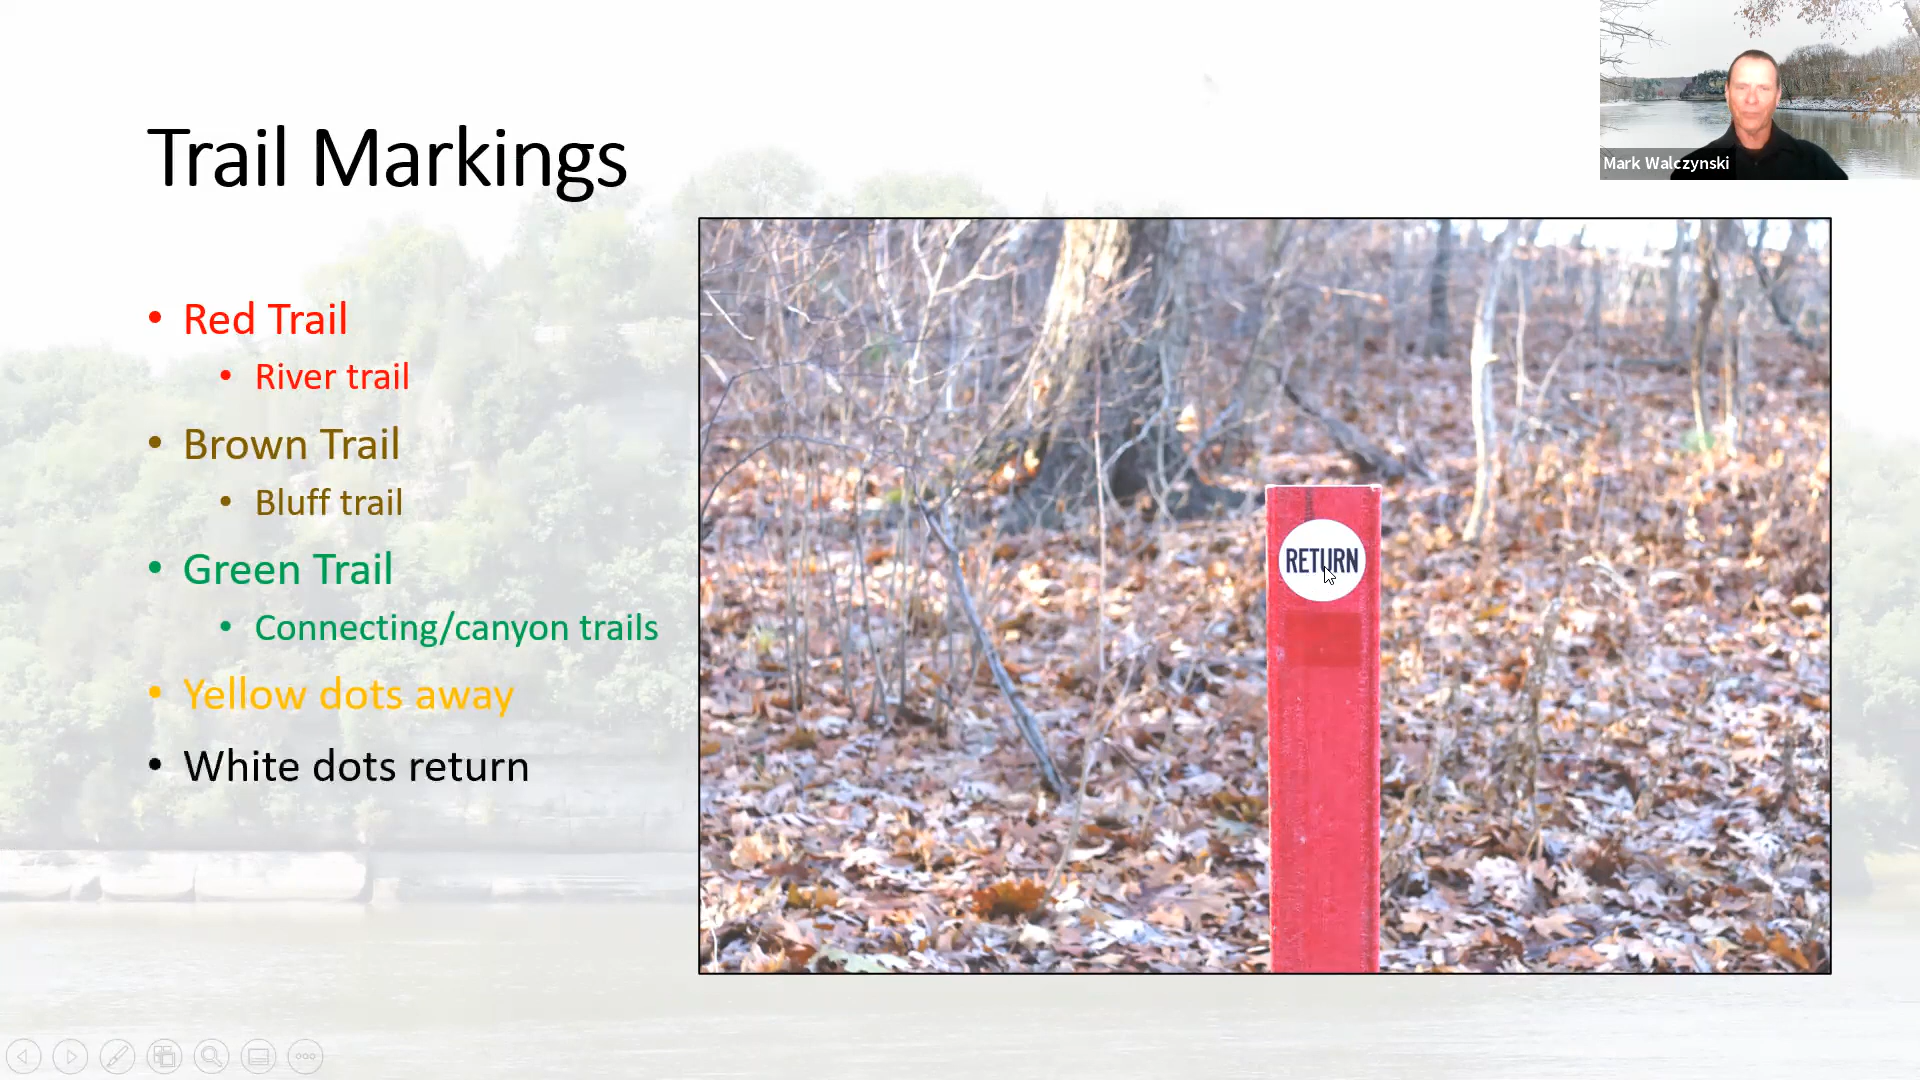 Trail Markings
Mark Walczynski
• Red Trail
• River trail
• Brown Trail
• Bluff trail
• Green Trail
• Connecting/canyon trails
• Yellow dots away
• White dots return
RETURN